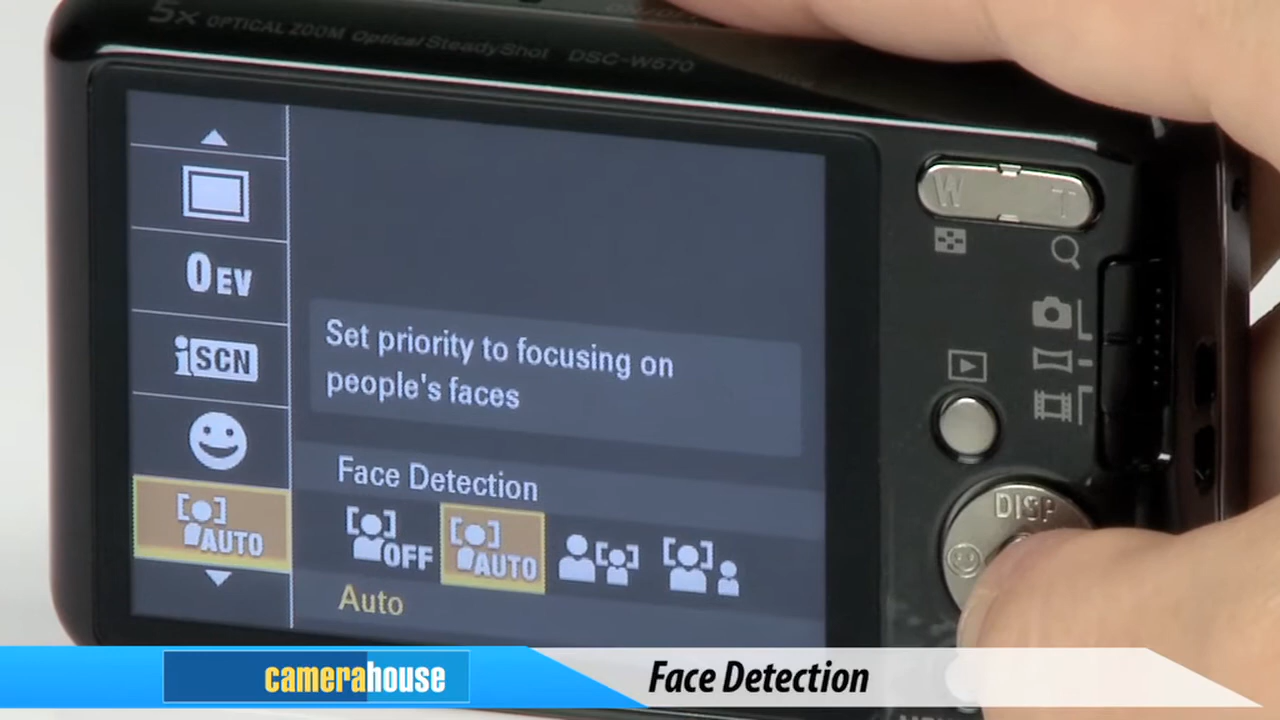 5x OPTICAL ZOOM Optical SteadyShot DSC-W570
W T
0EV
iSCN
Set priority to focusing on
people's faces
Face Detection
AUTO
OFF
AUTO
Auto
DISP
camerahouse
Face Detection